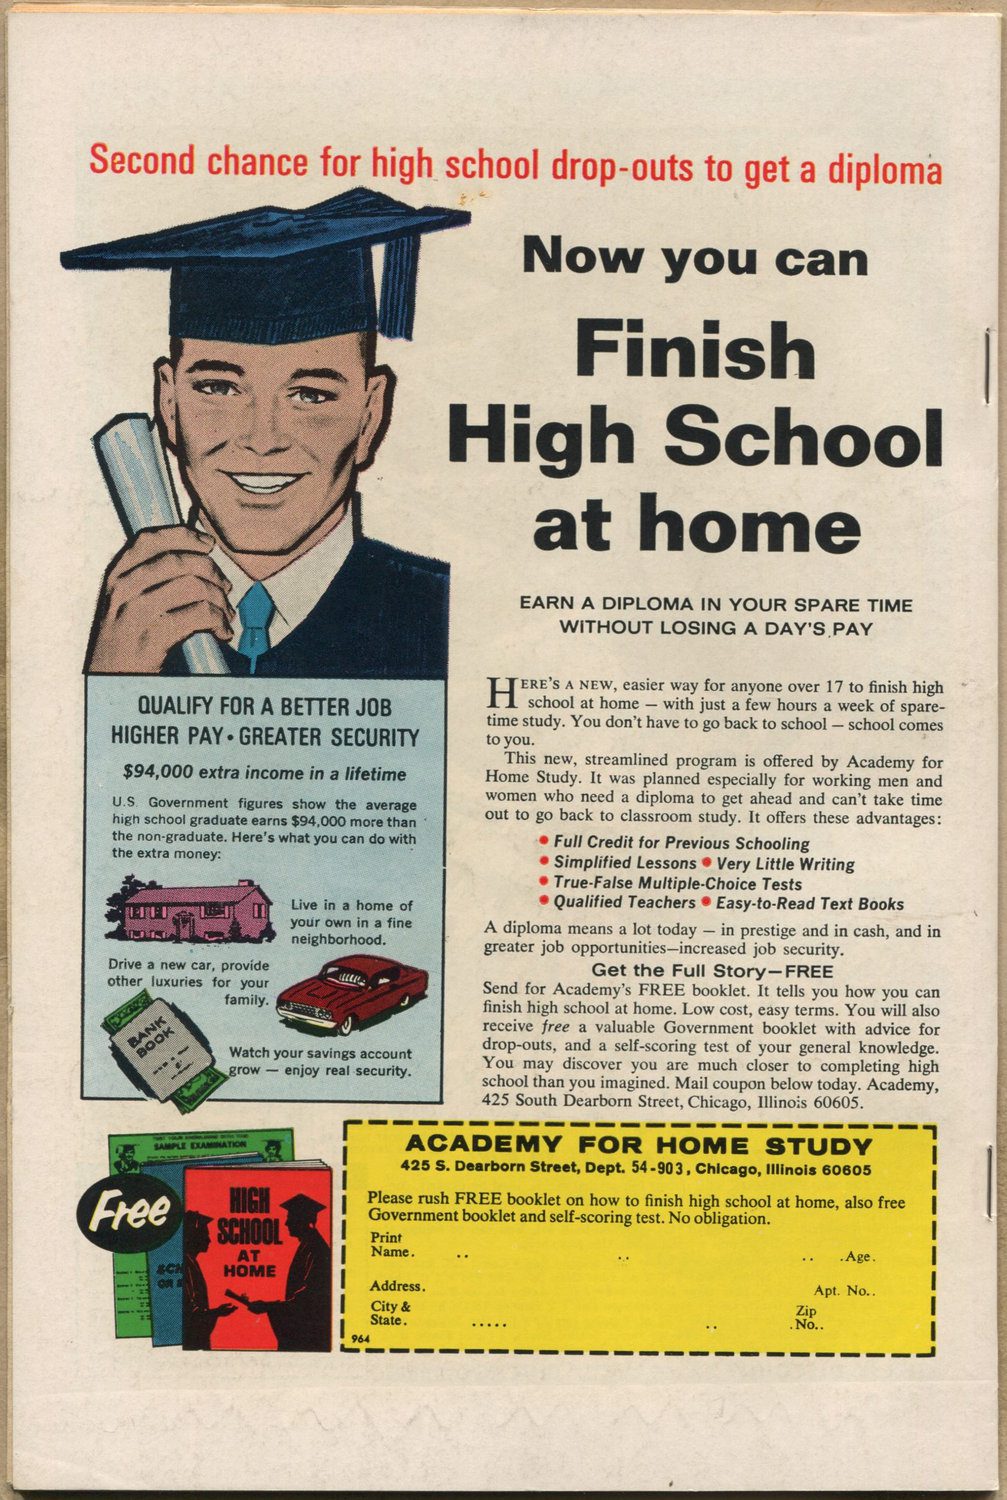 Second chance for high school drop-outs to get a diploma
Now you can
Finish
High School
at home
EARN A DIPLOMA IN YOUR SPARE TIME
WITHOUT LOSING A DAY'S PAY
QUALIFY FOR A BETTER JOB
HIGHER PAY • GREATER SECURITY
$94,000 extra income in a lifetime
U.S. Government figures show the average
high school graduate earns $94,000 more than
the non-graduate. Here's what you can do with
the extra money:
Live in a home of
your own in a fine
neighborhood.
Drive a new car, provide
other luxuries for your
family.
BANK
BOOK
Watch your savings account
grow — enjoy real security.
HERE'S A NEW, easier way for anyone over 17 to finish high
school at home — with just a few hours a week of spare-
time study. You don't have to go back to school — school comes
to you.
This new, streamlined program is offered by Academy for
Home Study. It was planned especially for working men and
women who need a diploma to get ahead and can't take time
out to go back to classroom study. It offers these advantages:
• Full Credit for Previous Schooling
• Simplified Lessons • Very Little Writing
• True-False Multiple-Choice Tests
• Qualified Teachers • Easy-to-Read Text Books
A diploma means a lot today — in prestige and in cash, and in
greater job opportunities—increased job security.
Get the Full Story—FREE
Send for Academy's FREE booklet. It tells you how you can
finish high school at home. Low cost, easy terms. You will also
receive free a valuable Government booklet with advice for
drop-outs, and a self-scoring test of your general knowledge.
You may discover you are much closer to completing high
school than you imagined. Mail coupon below today. Academy,
425 South Dearborn Street, Chicago, Illinois 60605.
SAMPLE EXAMINATION
Free
HIGH
SCHOOL
AT
HOME
ACADEMY FOR HOME STUDY
425 S. Dearborn Street, Dept. 54-903, Chicago, Illinois 60605
Please rush FREE booklet on how to finish high school at home, also free
Government booklet and self-scoring test. No obligation.
Print
Name. .. .. .. .Age.
Address. Apt. No..
City & Zip
State. ..... .. .No..
964